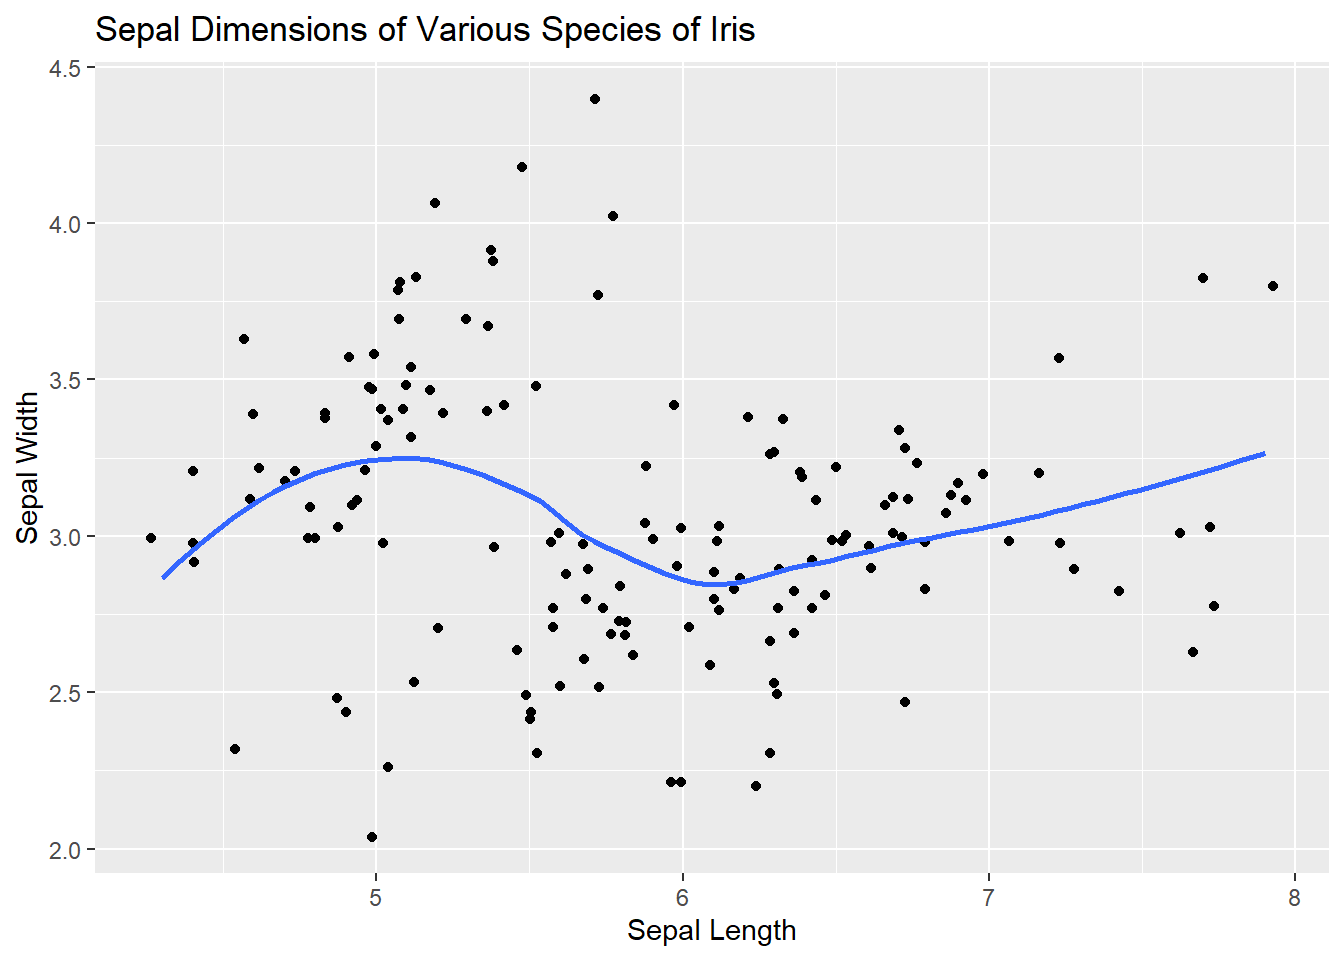 Sepal Dimensions of Various Species of Iris
4.5
4.0
3.5
3.0
2.5
2.0
Sepal Width
5 6 7 8
Sepal Length